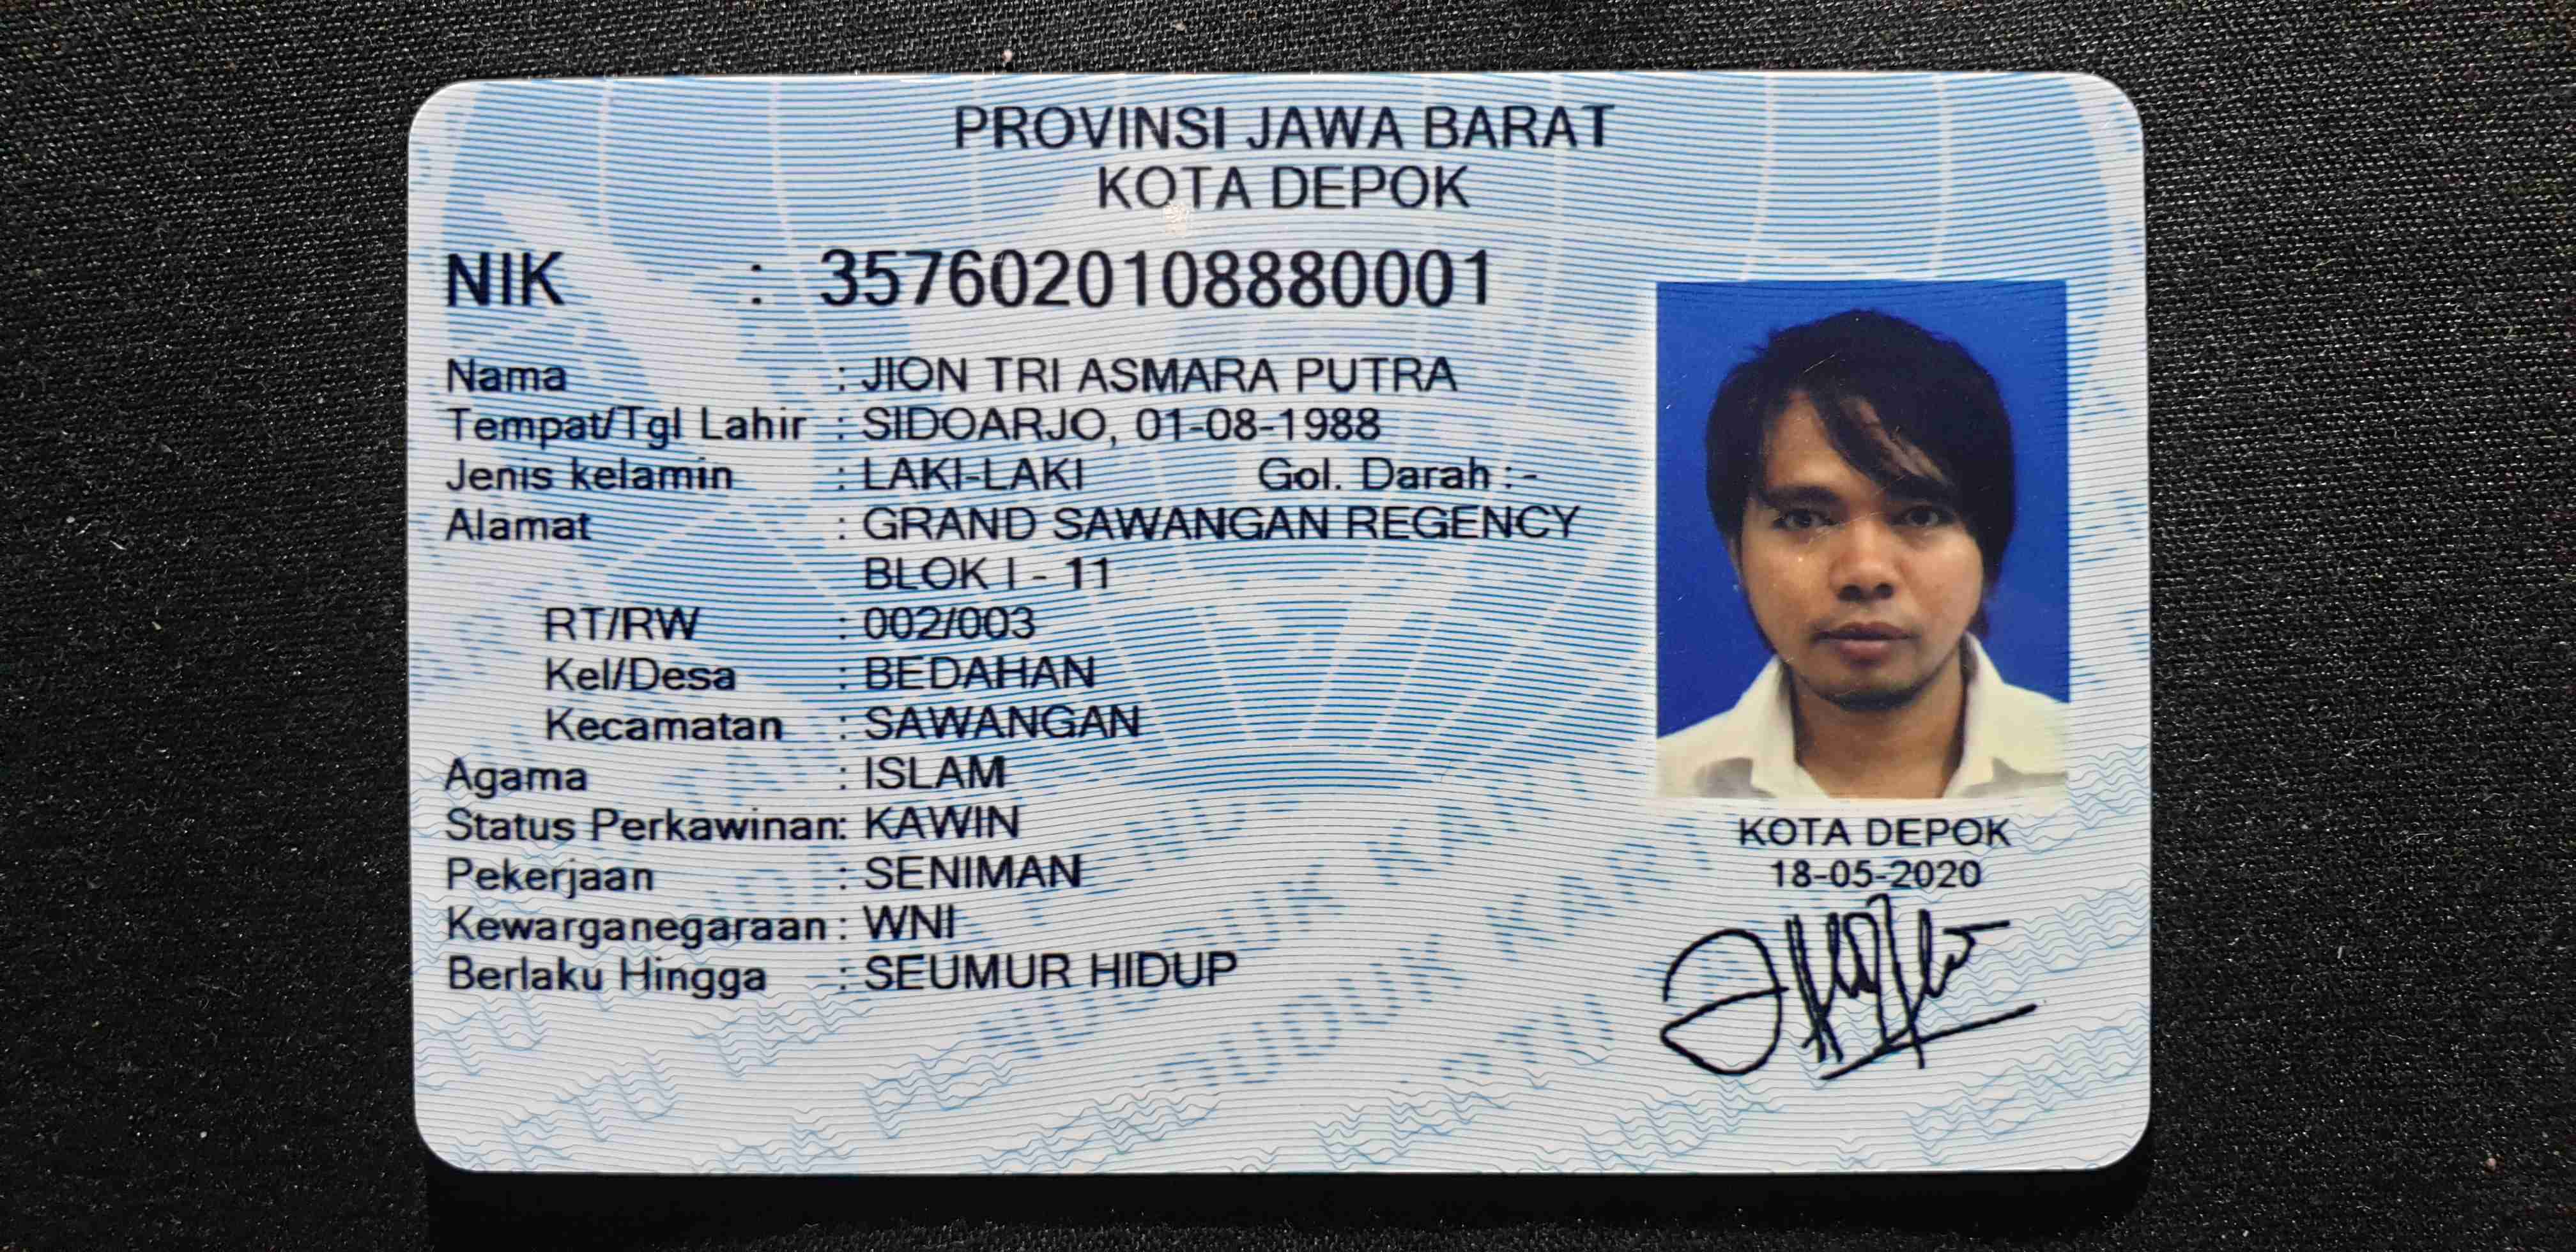 PROVINSI JAWA BARAT
KOTA DEPOK
NIK : 3576020108880001
Nama : JION TRI ASMARA PUTRA
Tempat/Tgl Lahir : SIDOARJO, 01-08-1988
Jenis kelamin : LAKI-LAKI Gol. Darah : -
Alamat : GRAND SAWANGAN REGENCY
BLOK I - 11
RT/RW : 002/003
Kel/Desa : BEDAHAN
Kecamatan : SAWANGAN
Agama : ISLAM
Status Perkawinan: KAWIN
Pekerjaan : SENIMAN
Kewarganegaraan : WNI
Berlaku Hingga : SEUMUR HIDUP
KOTA DEPOK
18-05-2020